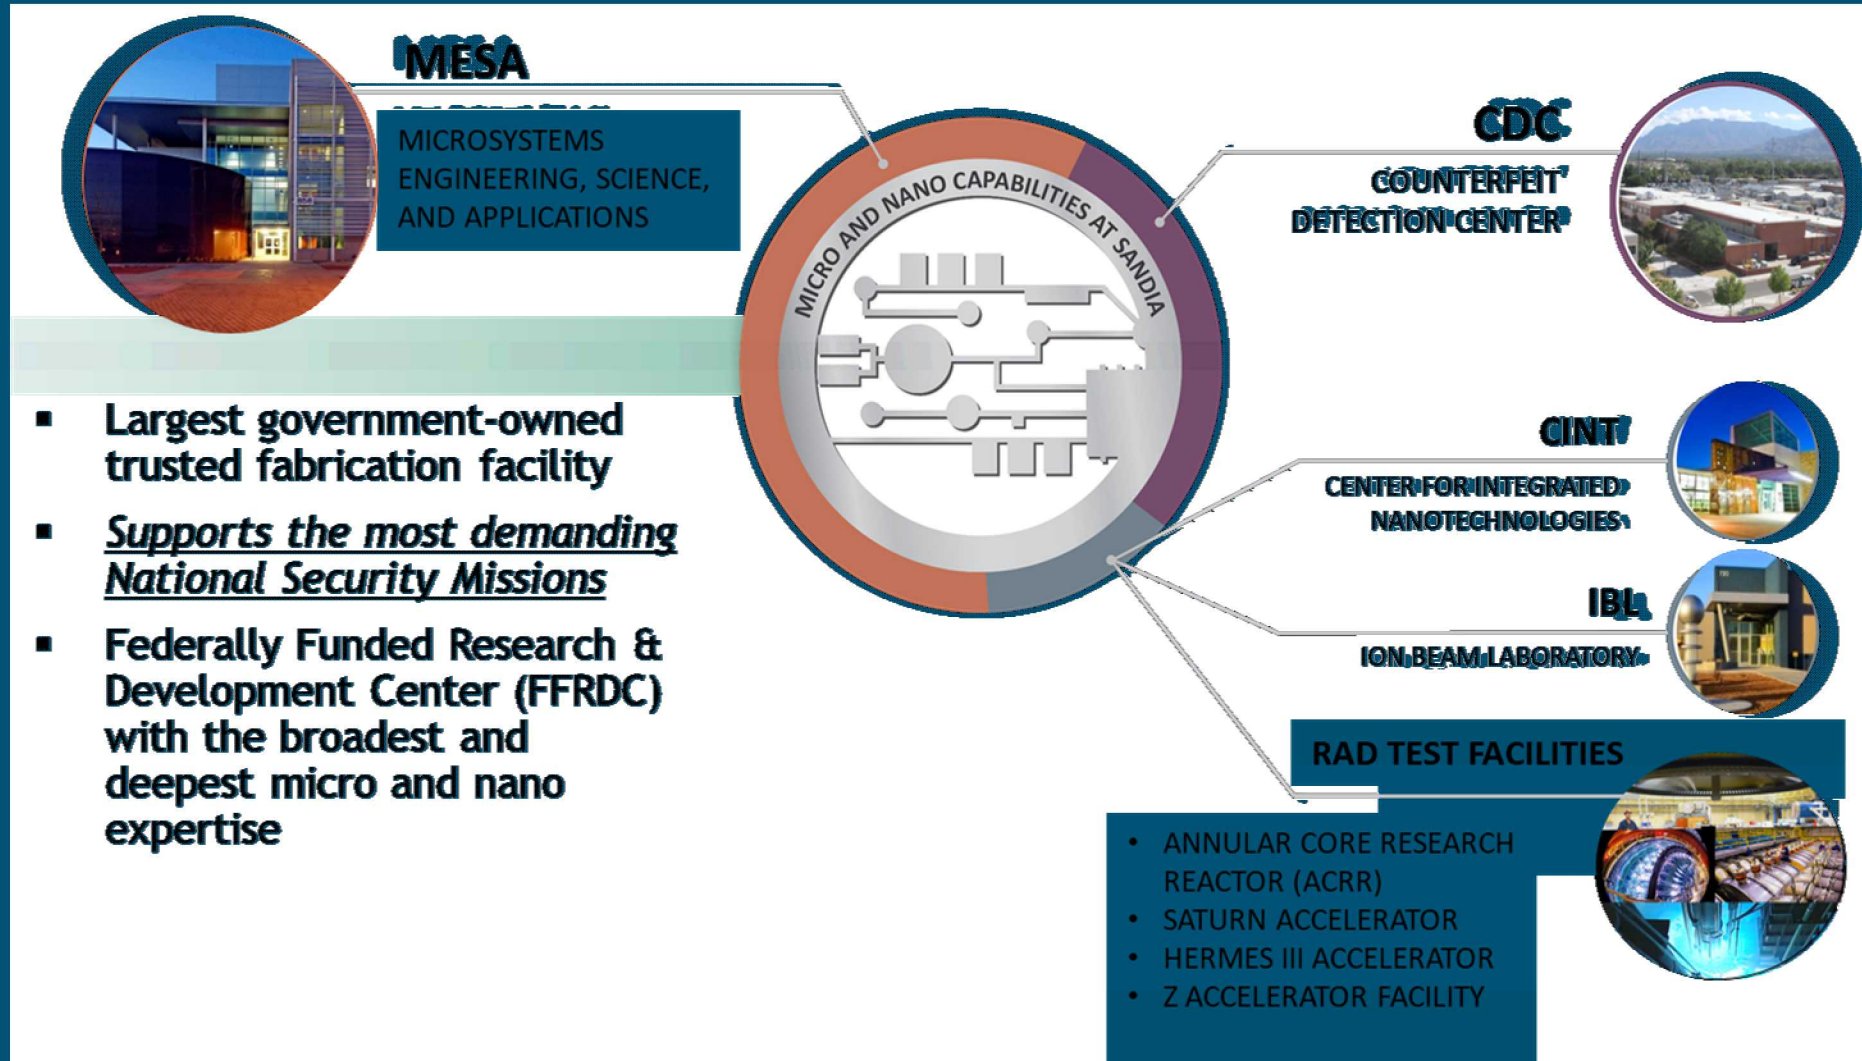 MESA
MICROSYSTEMS
ENGINEERING, SCIENCE,
AND APPLICATIONS
MICRO AND NANO CAPABILITIES AT SANDIA
CDC
COUNTERFEIT
DETECTION CENTER
▪ Largest government-owned
trusted fabrication facility
▪ Supports the most demanding
National Security Missions
▪ Federally Funded Research &
Development Center (FFRDC)
with the broadest and
deepest micro and nano
expertise
CINT
CENTER FOR INTEGRATED
NANOTECHNOLOGIES
IBL
ION BEAM LABORATORY
RAD TEST FACILITIES
• ANNULAR CORE RESEARCH
REACTOR (ACRR)
• SATURN ACCELERATOR
• HERMES III ACCELERATOR
• Z ACCELERATOR FACILITY